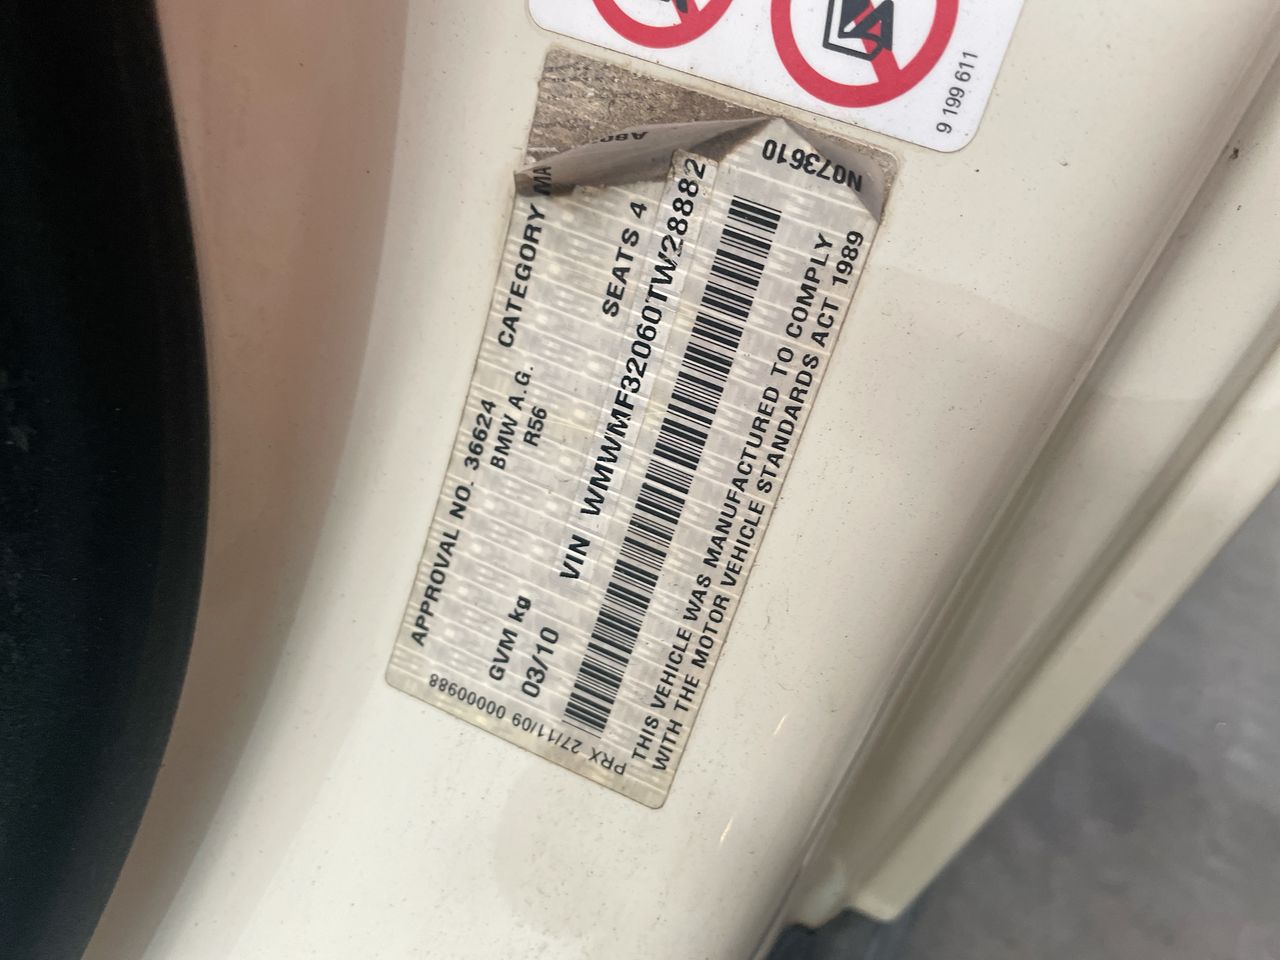 9 199 611
N073610
APPROVAL NO. 36624 CATEGORY MA
BMW A.G.
R56
GVM kg SEATS 4
03/10
VIN WMWMF32060TW28882
THIS VEHICLE WAS MANUFACTURED TO COMPLY
WITH THE MOTOR VEHICLE STANDARDS ACT 1989
PRX 27/11/09 000000988